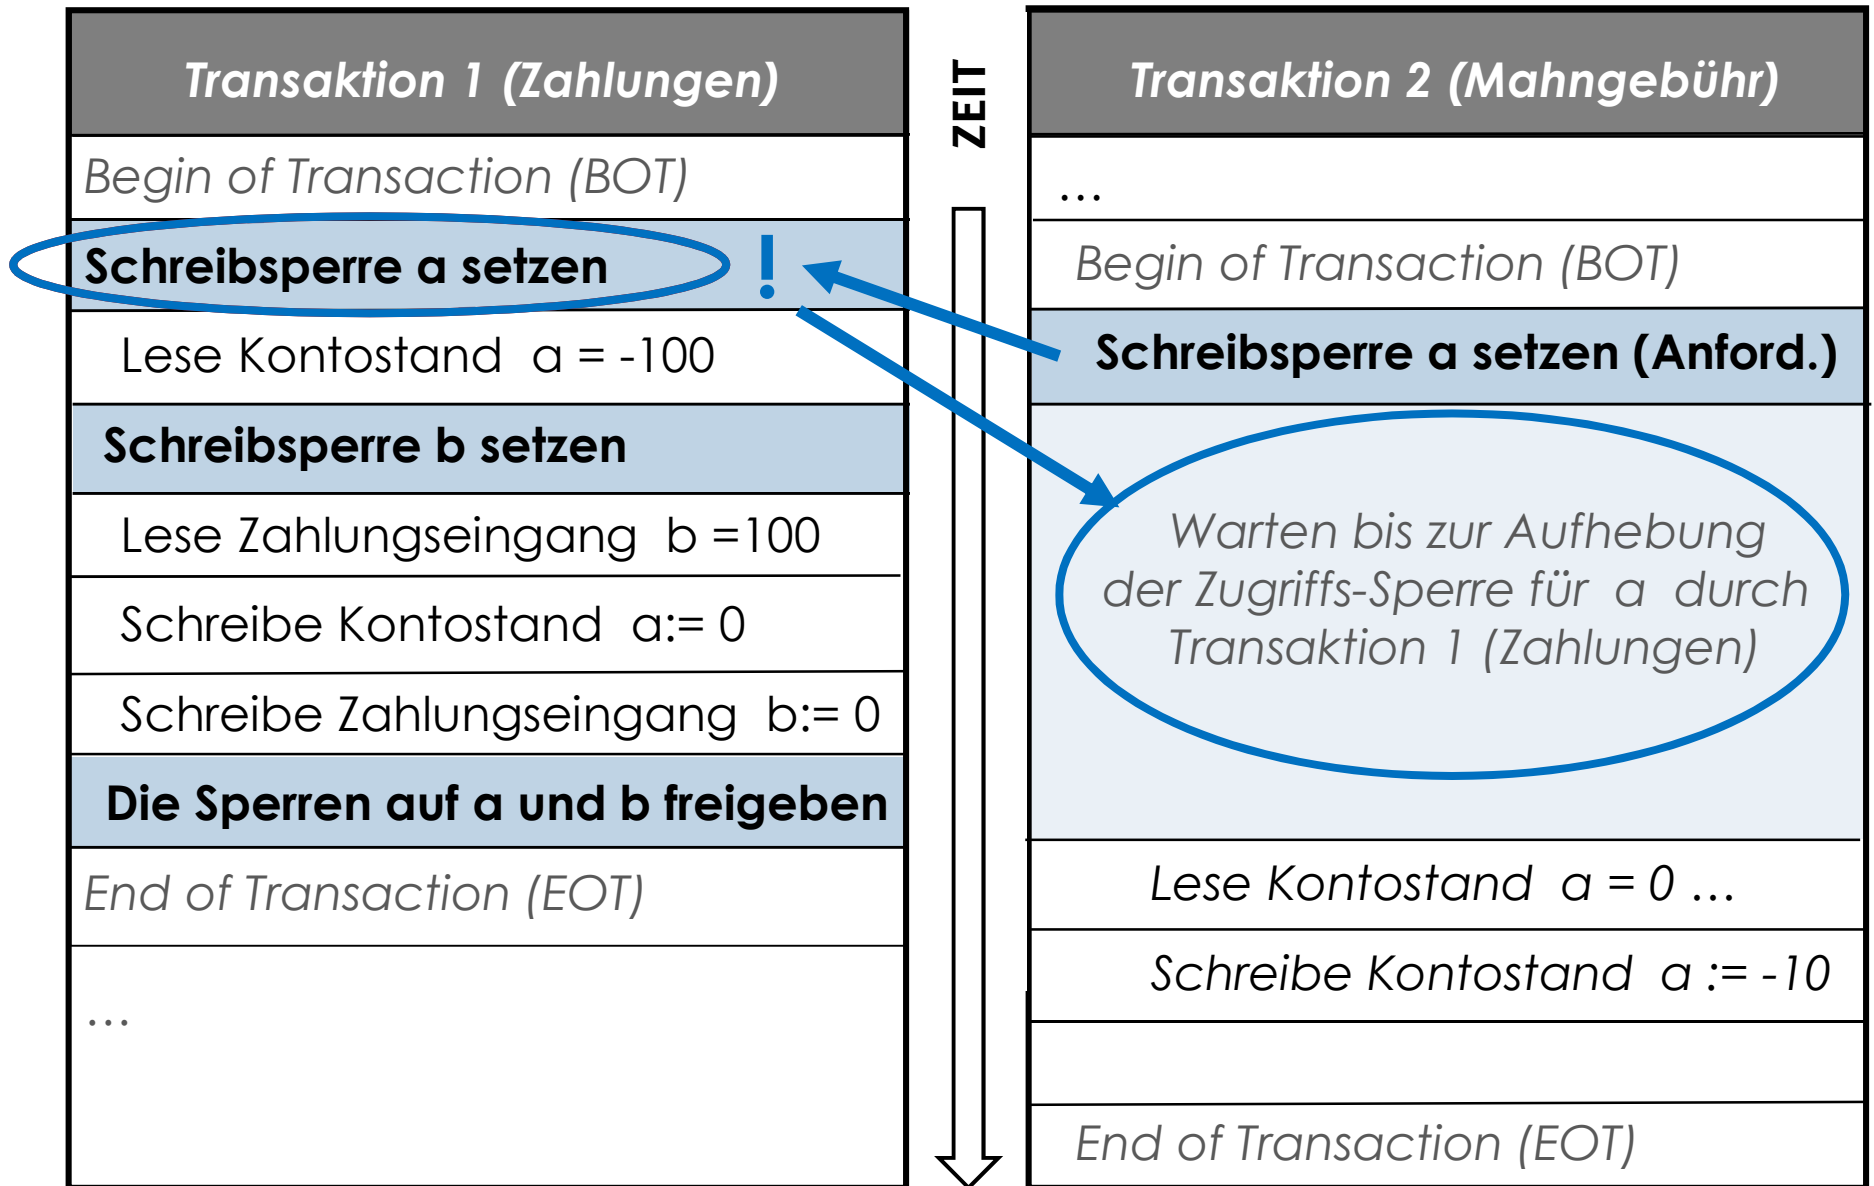 Transaktion 1 (Zahlungen)
Begin of Transaction (BOT)
Schreibsperre a setzen !
Lese Kontostand a = -100
Schreibsperre b setzen
Lese Zahlungseingang b =100
Schreibe Kontostand a:= 0
Schreibe Zahlungseingang b:= 0
Die Sperren auf a und b freigeben
End of Transaction (EOT)
…
ZEIT
Transaktion 2 (Mahngebühr)
…
Begin of Transaction (BOT)
Schreibsperre a setzen (Anford.)
Warten bis zur Aufhebung
der Zugriffs-Sperre für a durch
Transaktion 1 (Zahlungen)
Lese Kontostand a = 0 …
Schreibe Kontostand a := -10
End of Transaction (EOT)